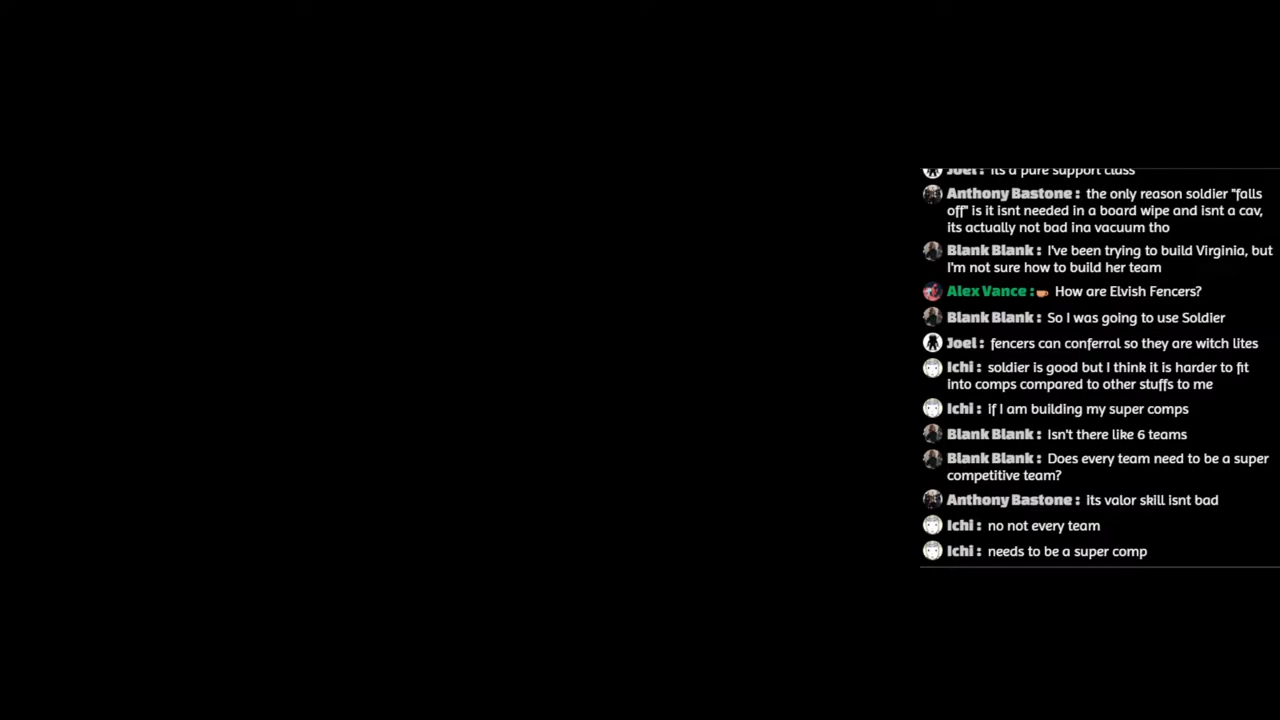 Joel : its a pure support class
Anthony Bastone : the only reason soldier "falls
off" is it isnt needed in a board wipe and isnt a cav,
its actually not bad ina vacuum tho
Blank Blank : I've been trying to build Virginia, but
I'm not sure how to build her team
Alex Vance : How are Elvish Fencers?
Blank Blank : So I was going to use Soldier
Joel : fencers can conferral so they are witch lites
Ichi : soldier is good but I think it is harder to fit
into comps compared to other stuffs to me
Ichi : if I am building my super comps
Blank Blank : Isn't there like 6 teams
Blank Blank : Does every team need to be a super
competitive team?
Anthony Bastone : its valor skill isnt bad
Ichi : no not every team
Ichi : needs to be a super comp